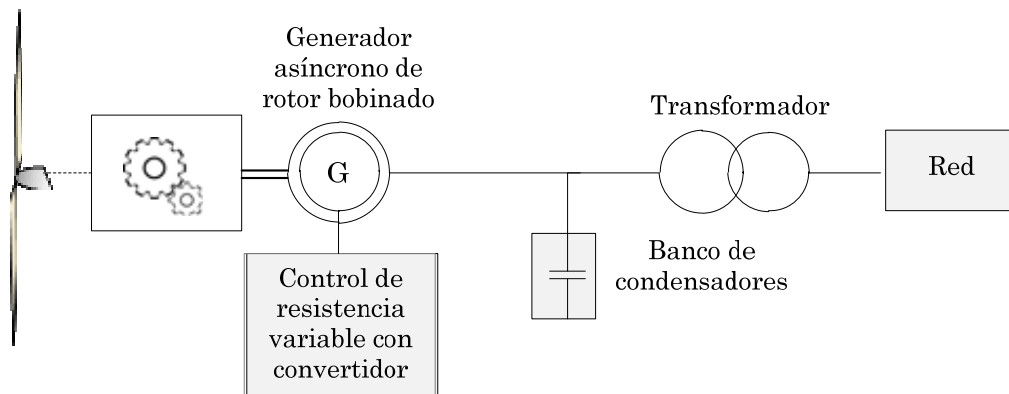 Generador
asíncrono de
rotor bobinado
G
Control de
resistencia
variable con
convertidor
Transformador
Banco de
condensadores
Red